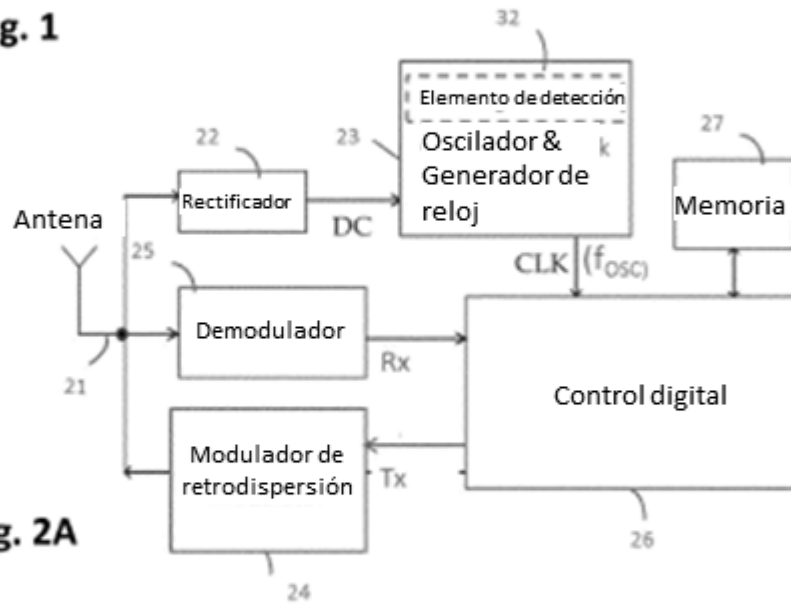 g. 1
32
Elemento de detección
23
Oscilador &
k
Generador de
reloj
27
Memoria
22
Rectificador
DC
Antena
CLK (fOSC)
25
Demodulador
Rx
21
Control digital
Modulador de
retrodispersión
Tx
g. 2A
24
26